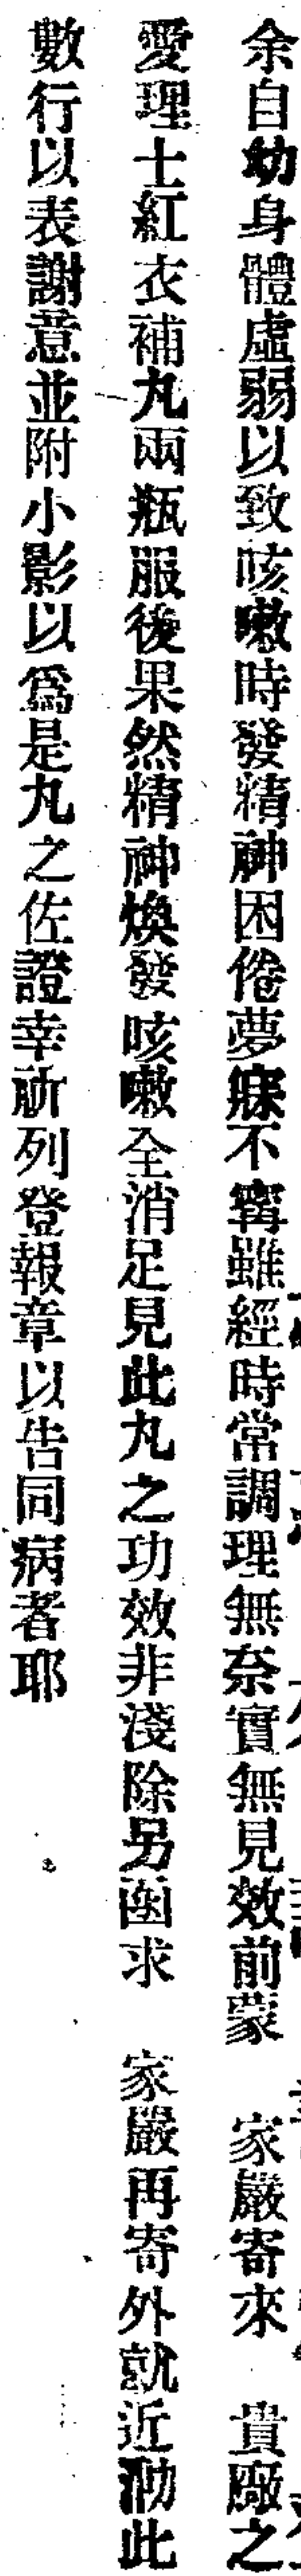 余自幼身體虛弱以致咳嗽時發精神困倦夢寐不寗雖經時常調理無奈實無見效前蒙　家嚴寄來　貴廠之
愛理士紅衣補丸兩瓶服後果然精神煥發咳嗽全消足見此丸之功效非淺除另函求　家嚴再寄外就近泐此
數行以表謝意並附小影以爲是丸之佐證幸祈列登報章以告同病者耶